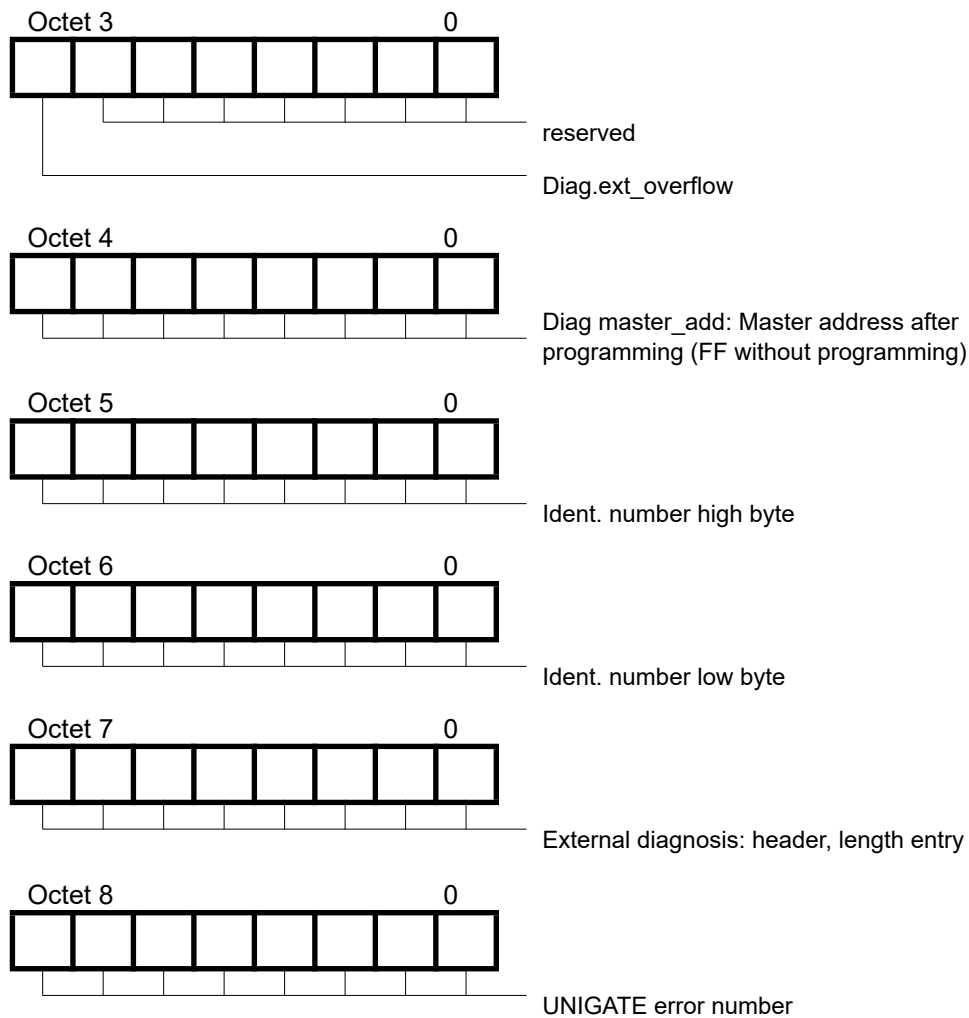 Octet 3 0
reserved
Diag.ext_overflow
Octet 4 0
Diag master_add: Master address after
programming (FF without programming)
Octet 5 0
Ident. number high byte
Octet 6 0
Ident. number low byte
Octet 7 0
External diagnosis: header, length entry
Octet 8 0
UNIGATE error number